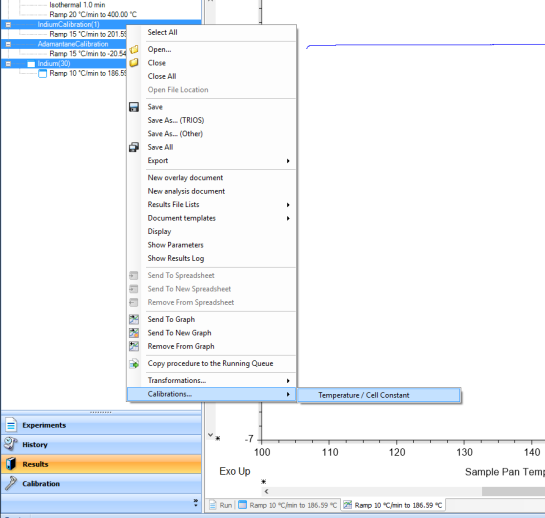 Isothermal 1.0 min
Ramp 20 °C/min to 400.00 °C
IndiumCalibration(1)
Ramp 15 °C/min to 201.59
AdamantaneCalibration
Ramp 15 °C/min to -20.54
Indium(30)
Ramp 10 °C/min to 186.59
Select All
Open...
Close
Close All
Open File Location
Save
Save As... (TRIOS)
Save As... (Other)
Save All
Export
New overlay document
New analysis document
Results File Lists
Document templates
Display
Show Parameters
Show Results Log
Send To Spreadsheet
Send To New Spreadsheet
Remove From Spreadsheet
Send To Graph
Send To New Graph
Remove From Graph
Copy procedure to the Running Queue
Transformations...
Calibrations...
Temperature / Cell Constant
Experiments
History
Results
Calibration
-7
100 110 120 130 140
Exo Up
Sample Pan Temp
Run
Ramp 10 °C/min to 186.59 °C
Ramp 10 °C/min to 186.59 °C